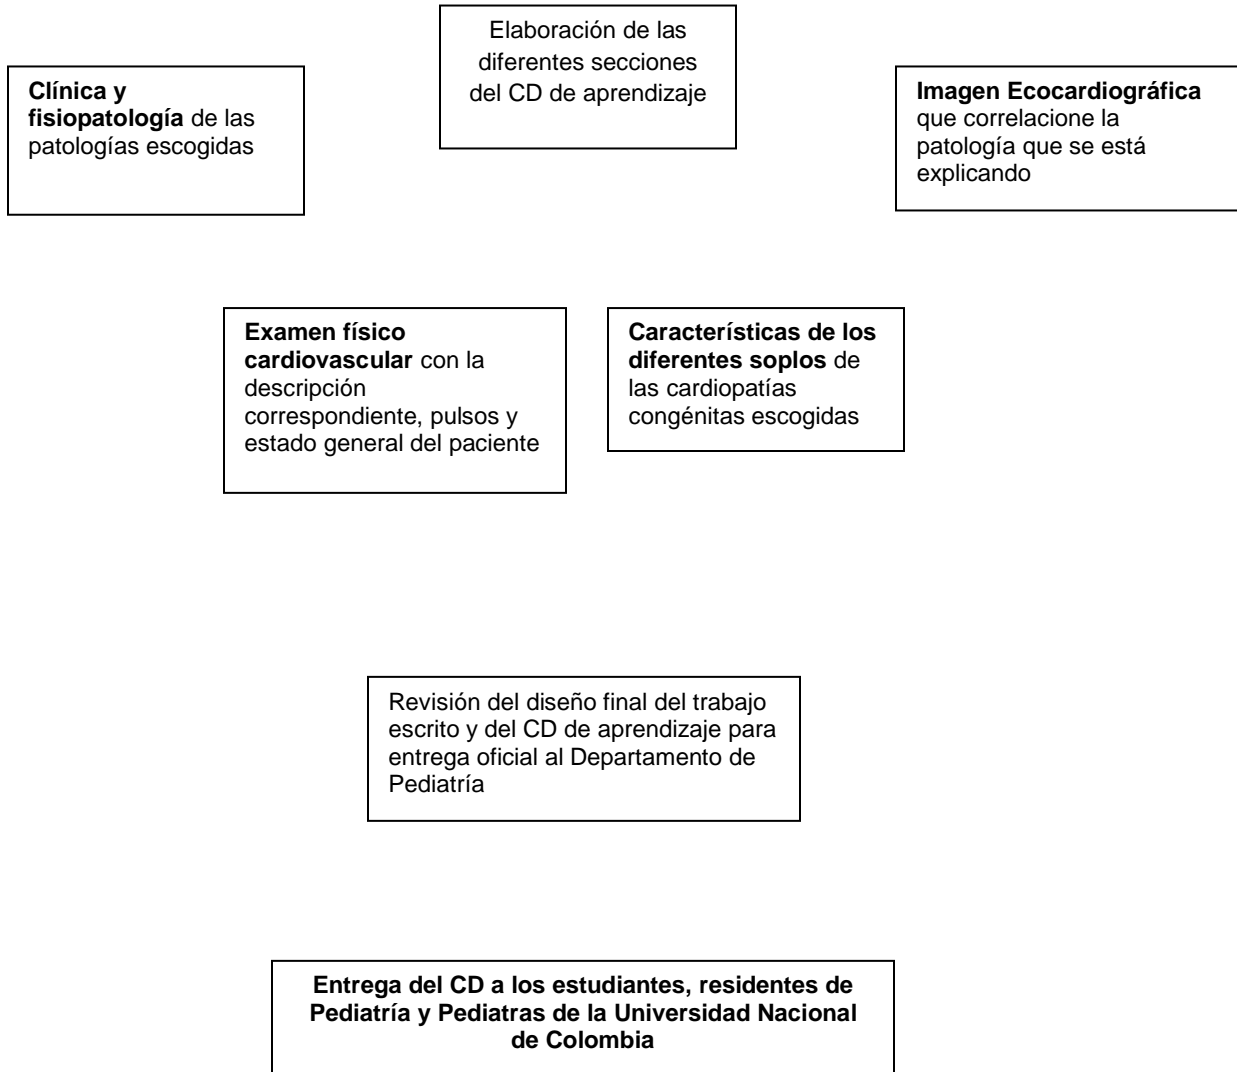 Elaboración de las
diferentes secciones
del CD de aprendizaje
Clínica y
fisiopatología de las
patologías escogidas
Imagen Ecocardiográfica
que correlacione la
patología que se está
explicando
Examen físico
cardiovascular con la
descripción
correspondiente, pulsos y
estado general del paciente
Características de los
diferentes soplos de
las cardiopatías
congénitas escogidas
Revisión del diseño final del trabajo
escrito y del CD de aprendizaje para
entrega oficial al Departamento de
Pediatría
Entrega del CD a los estudiantes, residentes de
Pediatría y Pediatras de la Universidad Nacional
de Colombia